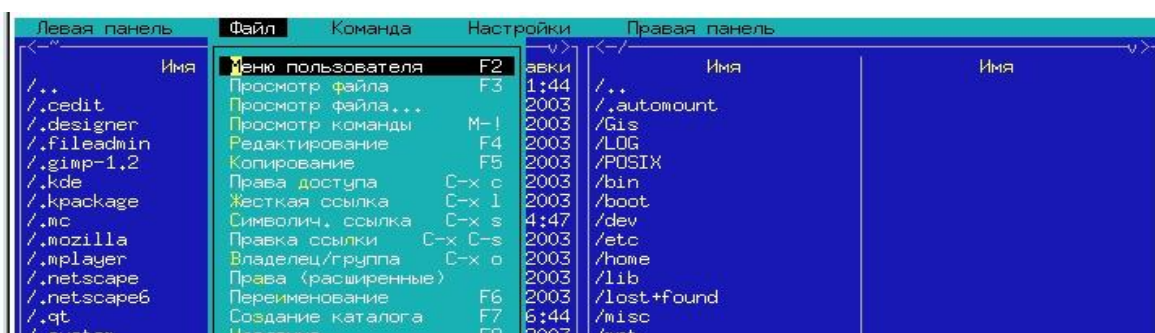 Левая панель Файл Команда Настройки Правая панель
<-~ v> <-/ v>
Имя Меню пользователя F2 авки Имя Имя
/.. Просмотр файла F3 1:44 /..
/.cedit Просмотр файла... 2003 /.automount
/.designer Просмотр команды M-! 2003 /Gis
/.fileadmin Редактирование F4 2003 /LOG
/.gimp-1.2 Копирование F5 2003 /POSIX
/.kde Права доступа C-x c 2003 /bin
/.kpackage Жесткая ссылка C-x l 2003 /boot
/.mc Символич. ссылка C-x s 4:47 /dev
/.mozilla Правка ссылки C-x C-s 2003 /etc
/.mplayer Владелец/группа C-x o 2003 /home
/.netscape Права (расширенные) 2003 /lib
/.netscape6 Переименование F6 2003 /lost+found
/.qt Создание каталога F7 6:44 /misc
F8 2003